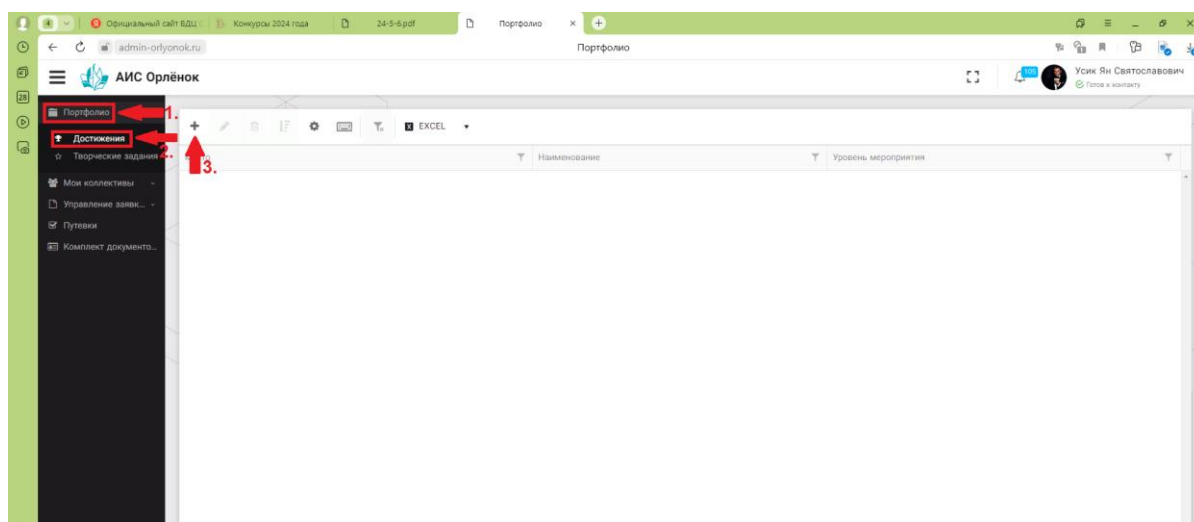 4
Официальный сайт ВДЦ
Конкурсы 2024 года
24-5-6.pdf
Портфолио
admin-orlyonok.ru
Портфолио
28
АИС Орлёнок
105
Усик Ян Святославович
Готов к контакту
Портфолио
1.
Достижения
2.
Творческие задания
3.
EXCEL
Наименование
Уровень мероприятия
Мои коллективы
Управление заявк...
Путевки
Комплект документо...